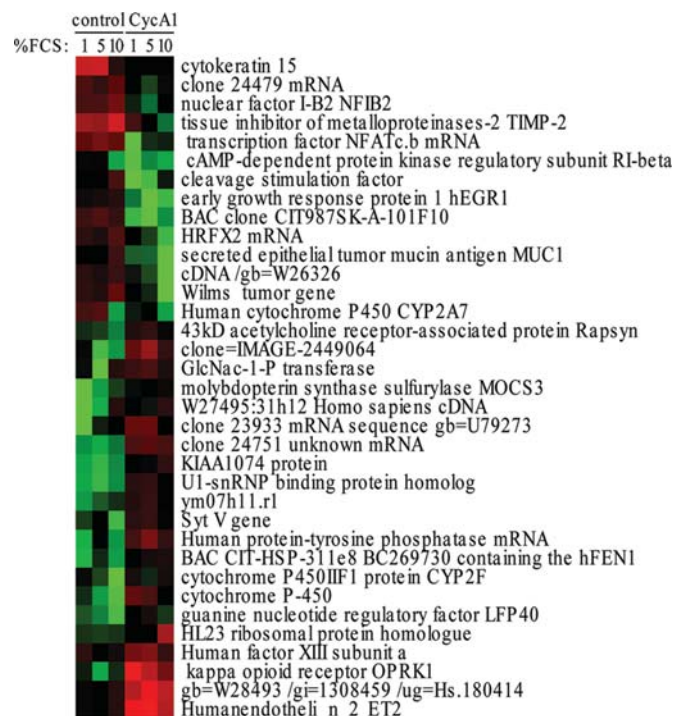 control CycA1
%FCS: 1 5 10 1 5 10
cytokeratin 15
clone 24479 mRNA
nuclear factor I-B2 NFIB2
tissue inhibitor of metalloproteinases-2 TIMP-2
transcription factor NFATc.b mRNA
cAMP-dependent protein kinase regulatory subunit RI-beta
cleavage stimulation factor
early growth response protein 1 hEGR1
BAC clone CIT987SK-A-101F10
HRFX2 mRNA
secreted epithelial tumor mucin antigen MUC1
cDNA /gb=W26326
Wilms tumor gene
Human cytochrome P450 CYP2A7
43kD acetylcholine receptor-associated protein Rapsyn
clone=IMAGE-2449064
GlcNac-1-P transferase
molybdopterin synthase sulfurylase MOCS3
W27495:31h12 Homo sapiens cDNA
clone 23933 mRNA sequence gb=U79273
clone 24751 unknown mRNA
KIAA1074 protein
U1-snRNP binding protein homolog
ym07h11.r1
Syt V gene
Human protein-tyrosine phosphatase mRNA
BAC CIT-HSP-311e8 BC269730 containing the hFEN1
cytochrome P450IIF1 protein CYP2F
cytochrome P-450
guanine nucleotide regulatory factor LFP40
HL23 ribosomal protein homologue
Human factor XIII subunit a
kappa opioid receptor OPRK1
gb=W28493 /gi=1308459 /ug=Hs.180414
Humanendotheli n 2 ET2